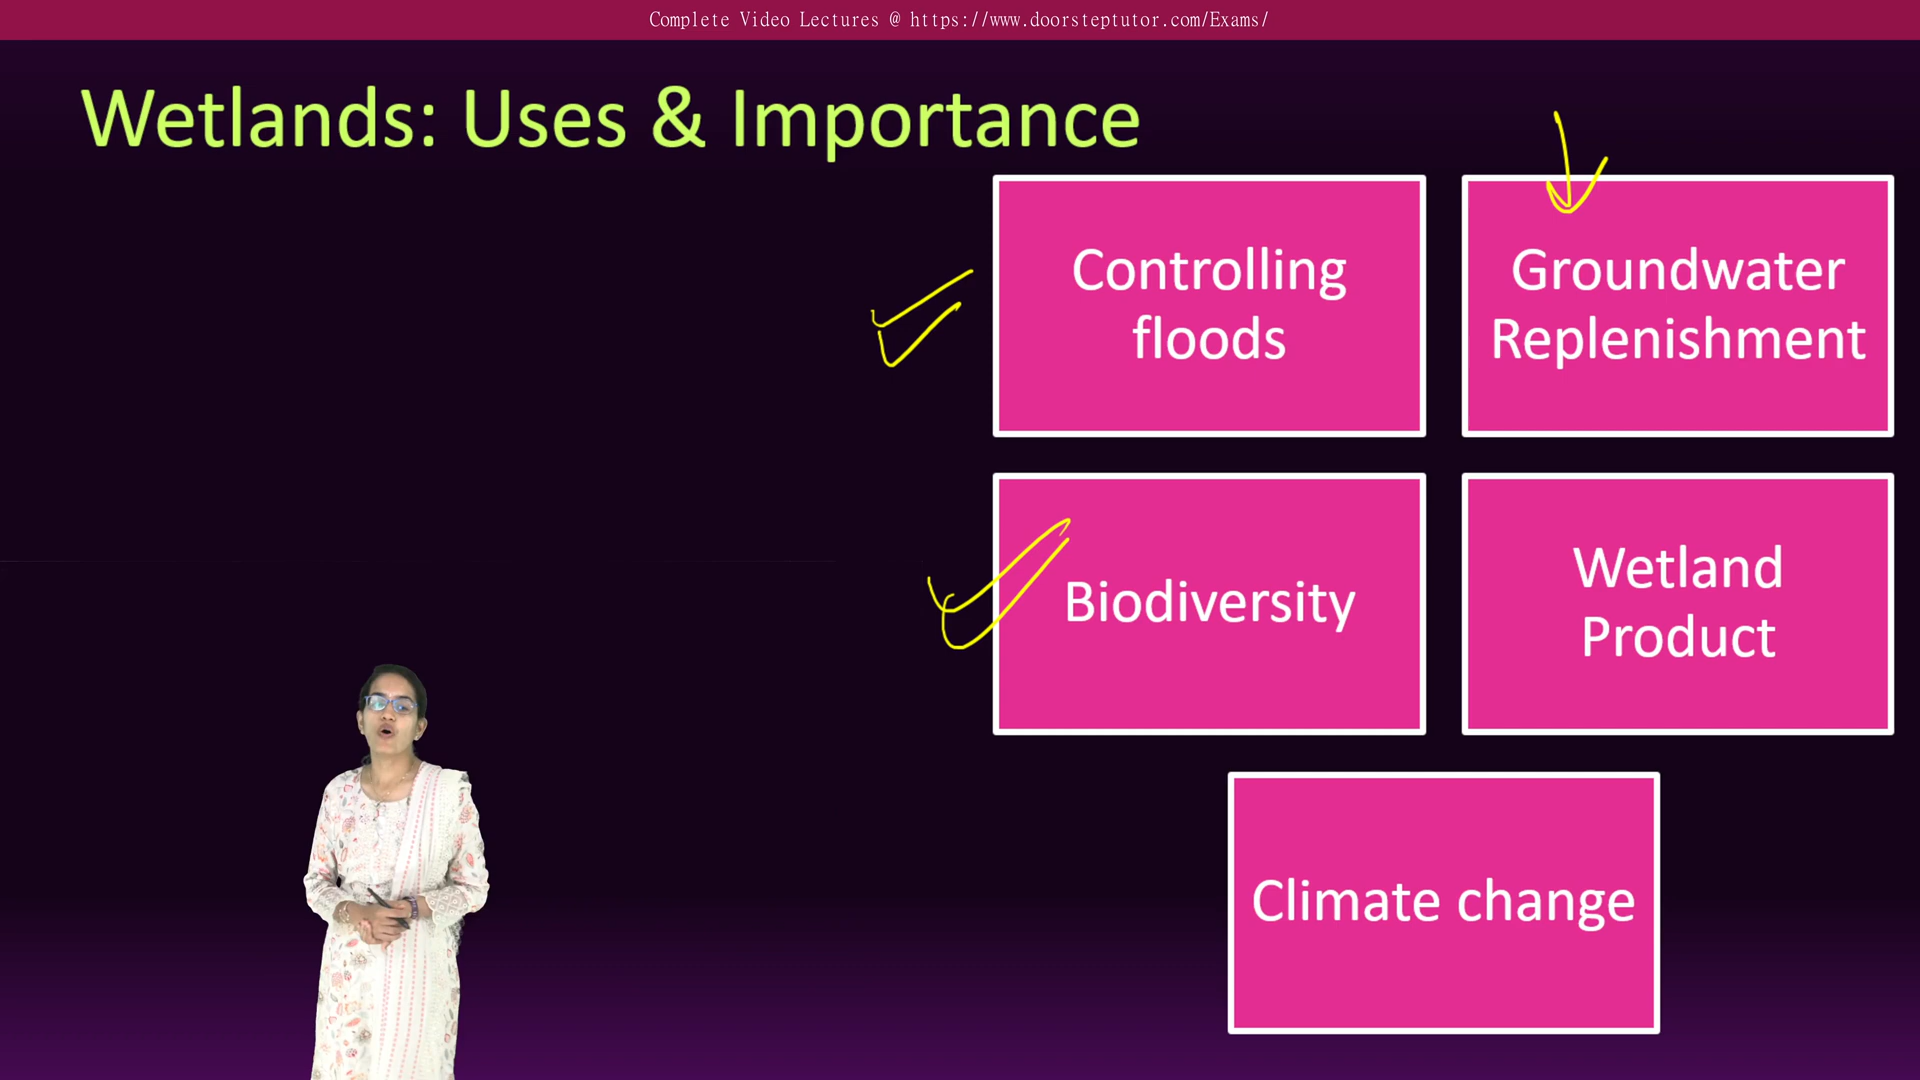 Complete Video Lectures @ https://www.doorsteptutor.com/Exams/
Wetlands: Uses & Importance
Controlling
floods
Groundwater
Replenishment
Biodiversity
Wetland
Product
Climate change